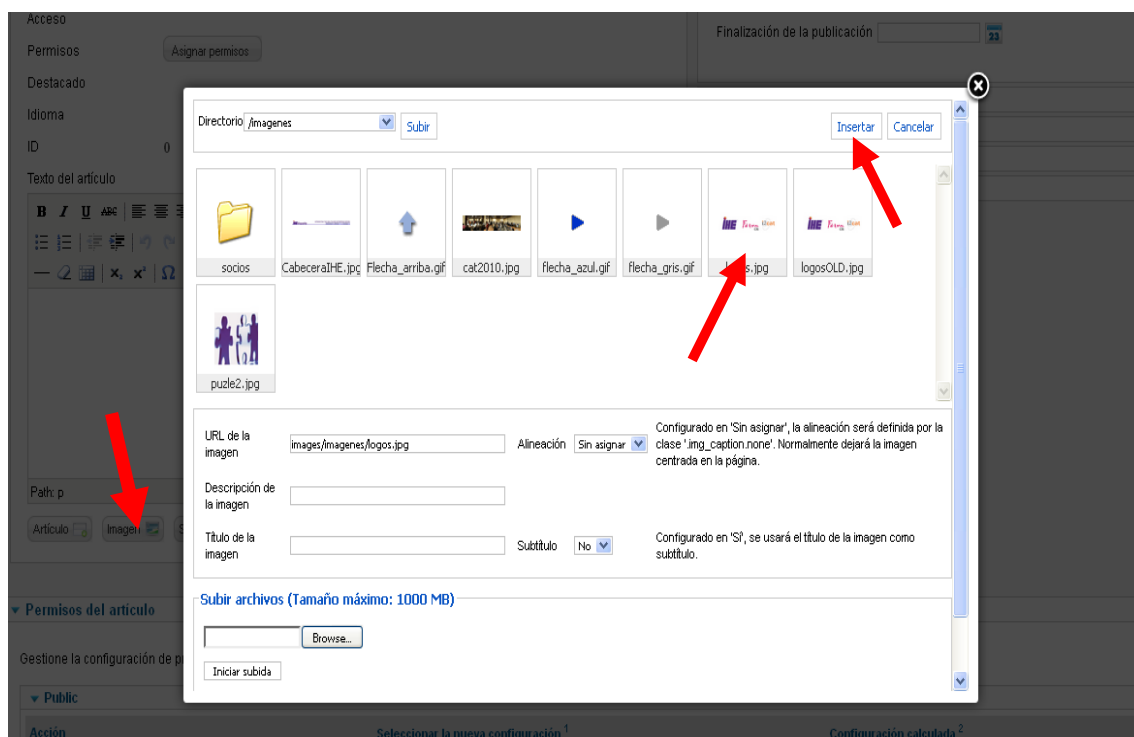 Acceso
Permisos Asignar permisos
Destacado
Idioma
ID 0
Texto del artículo
B I U ABC
Path: p
Artículo Imagen S
Finalización de la publicación 23
Directorio /imagenes Subir Insertar Cancelar
socios CabeceraIHE.jpg Flecha_arriba.gif cat2010.jpg flecha_azul.gif flecha_gris.gif .jpg logosOLD.jpg
puzle2.jpg
URL de la imagen images/imagenes/logos.jpg Alineación Sin asignar
Configurado en 'Sin asignar', la alineación será definida por la
clase '.img_caption.none'. Normalmente dejará la imagen
centrada en la página.
Descripción de
la imagen
Título de la
imagen
Subtítulo No
Configurado en 'Sí', se usará el título de la imagen como
subtítulo.
Subir archivos (Tamaño máximo: 1000 MB)
Browse...
Iniciar subida
Permisos del artículo
Gestione la configuración de p
Public
Acción Seleccionar la nueva configuración 1 Configuración calculada 2